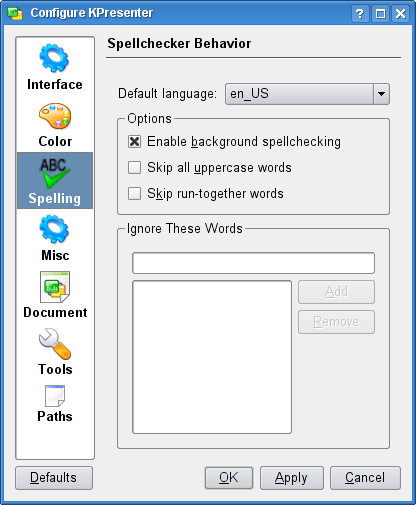 Configure KPresenter
Interface
Color
ABC
Spelling
Misc
Document
Tools
Paths
Spellchecker Behavior
Default language: en_US
Options
Enable background spellchecking
Skip all uppercase words
Skip run-together words
Ignore These Words
Add
Remove
Defaults
OK
Apply
Cancel